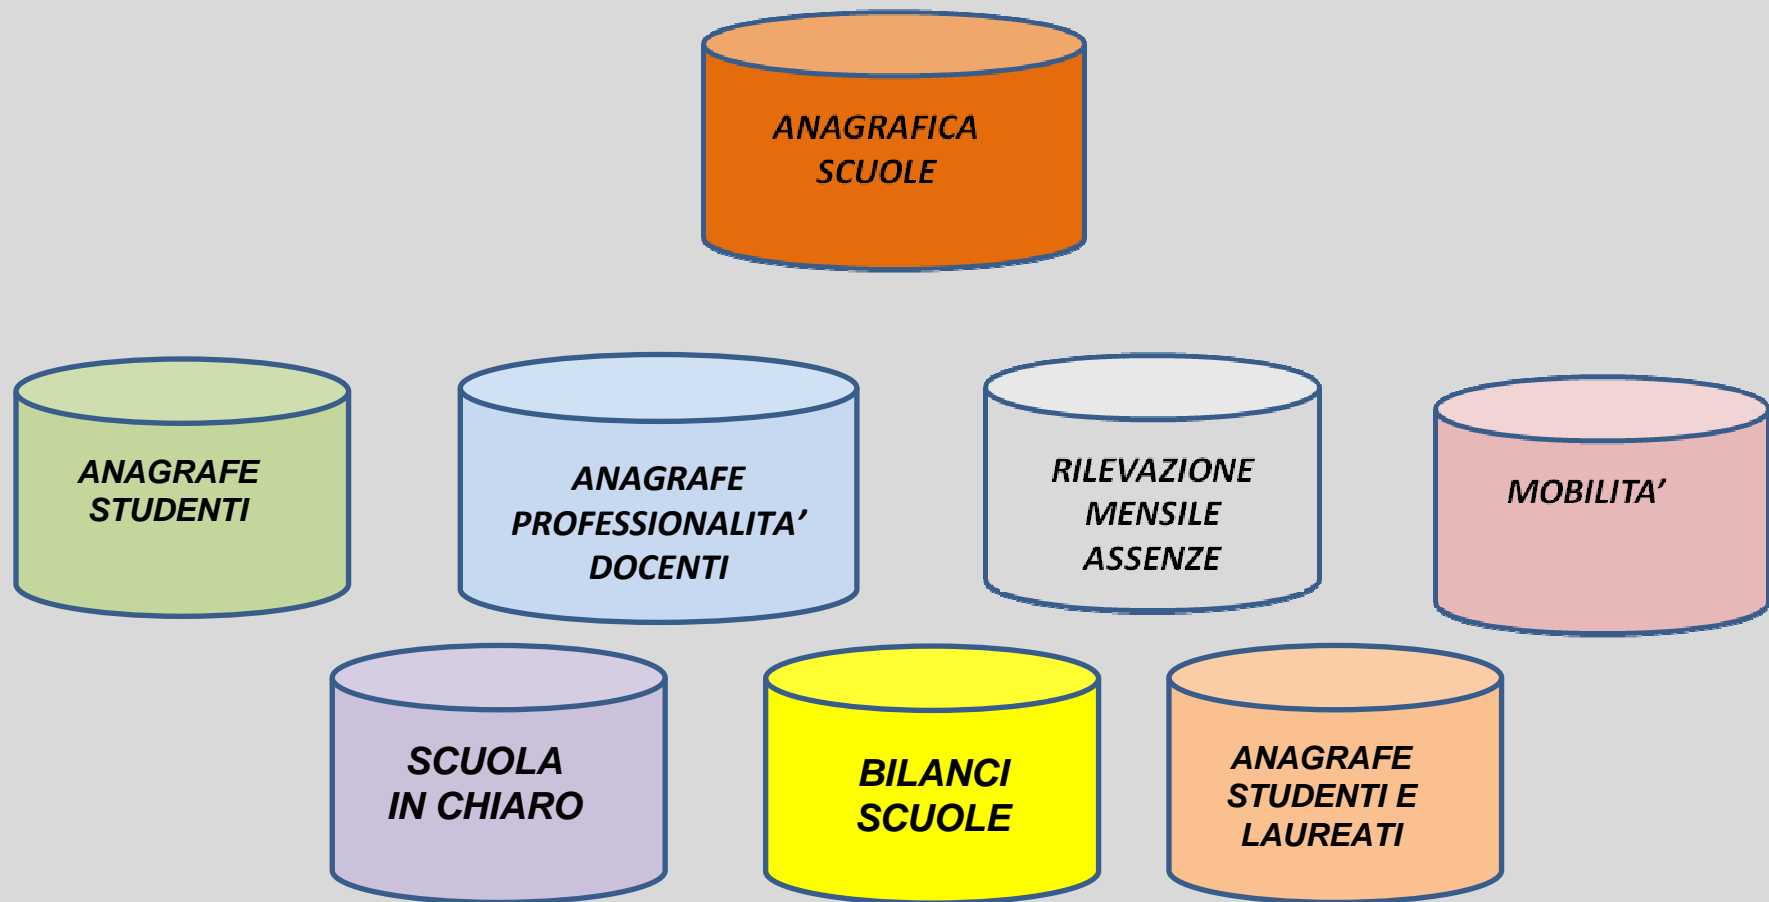 ANAGRAFICA
SCUOLE
ANAGRAFE
STUDENTI
ANAGRAFE
PROFESSIONALITA’
DOCENTI
RILEVAZIONE
MENSILE
ASSENZE
MOBILITA’
SCUOLA
IN CHIARO
BILANCI
SCUOLE
ANAGRAFE
STUDENTI E
LAUREATI